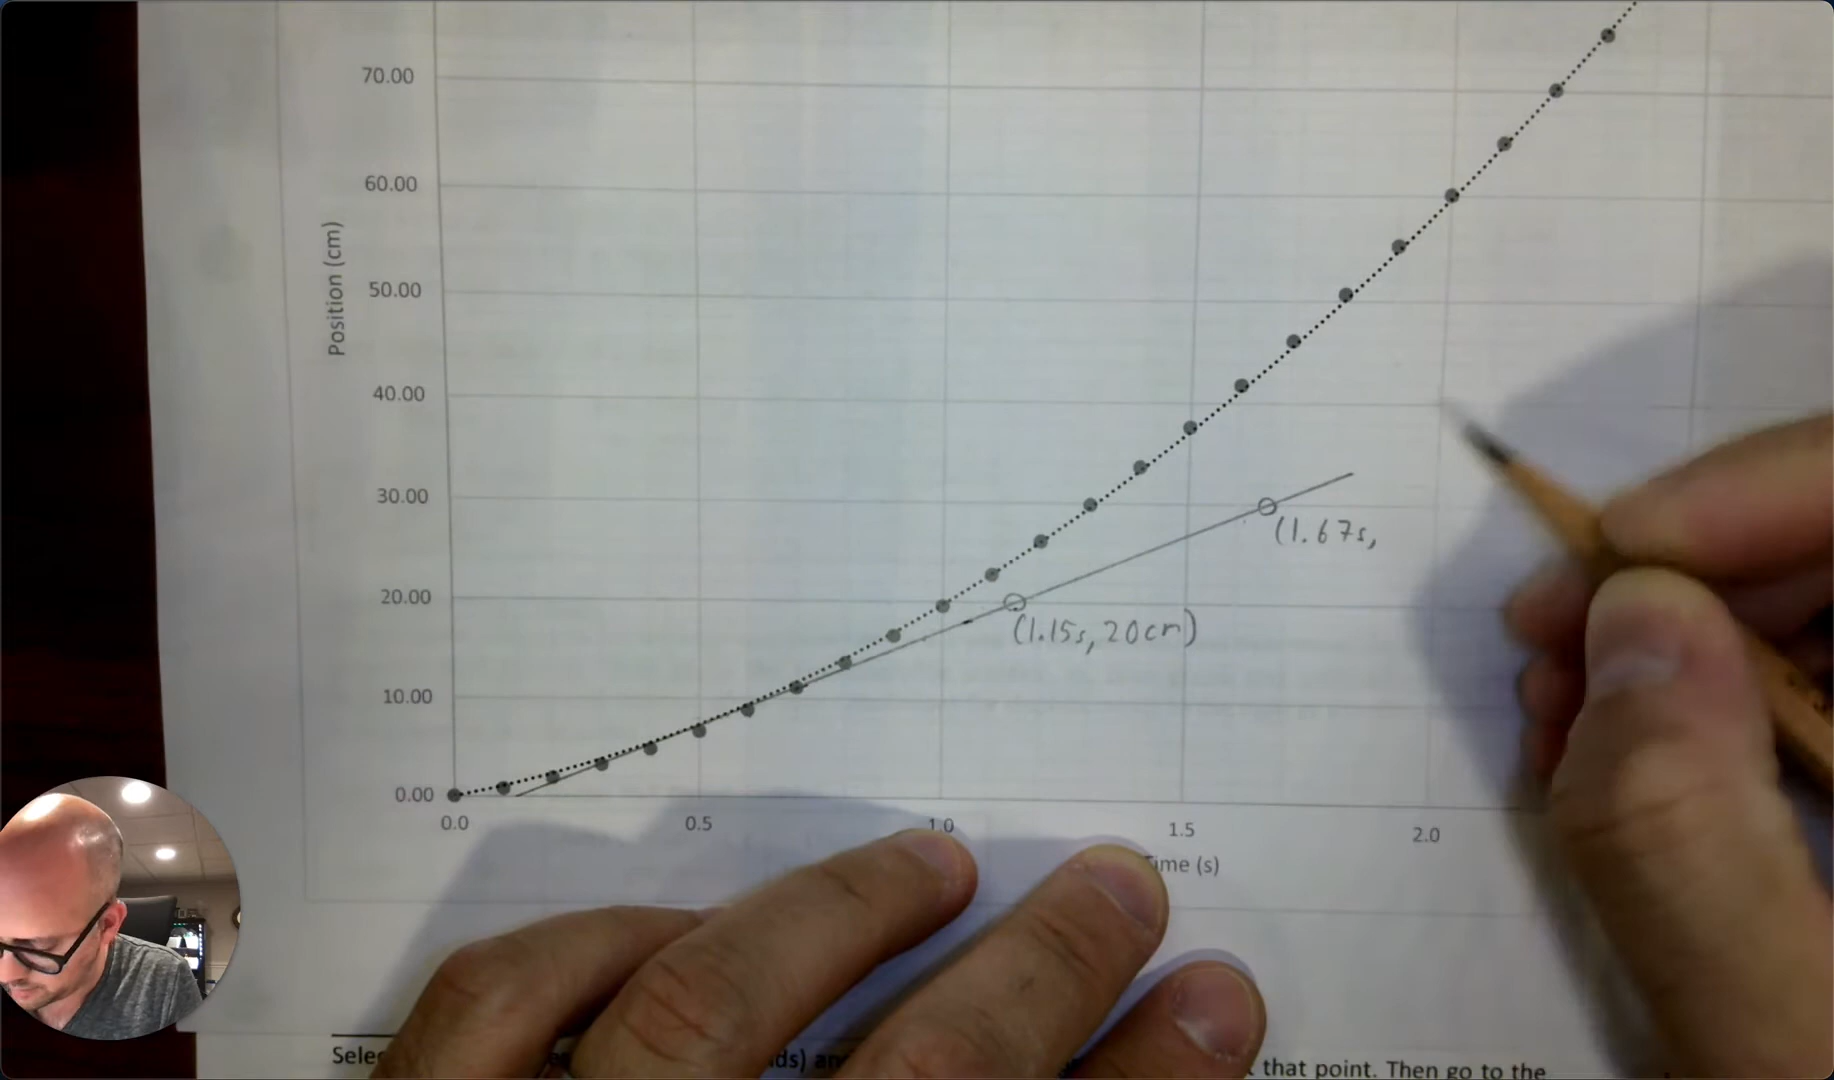 70.00
60.00
50.00
40.00
30.00
20.00
10.00
0.00
Position (cm)
(1.67s,
(1.15s, 20cm)
0.0 0.5 1.0 1.5 2.0
Time (s)
that point. Then go to the